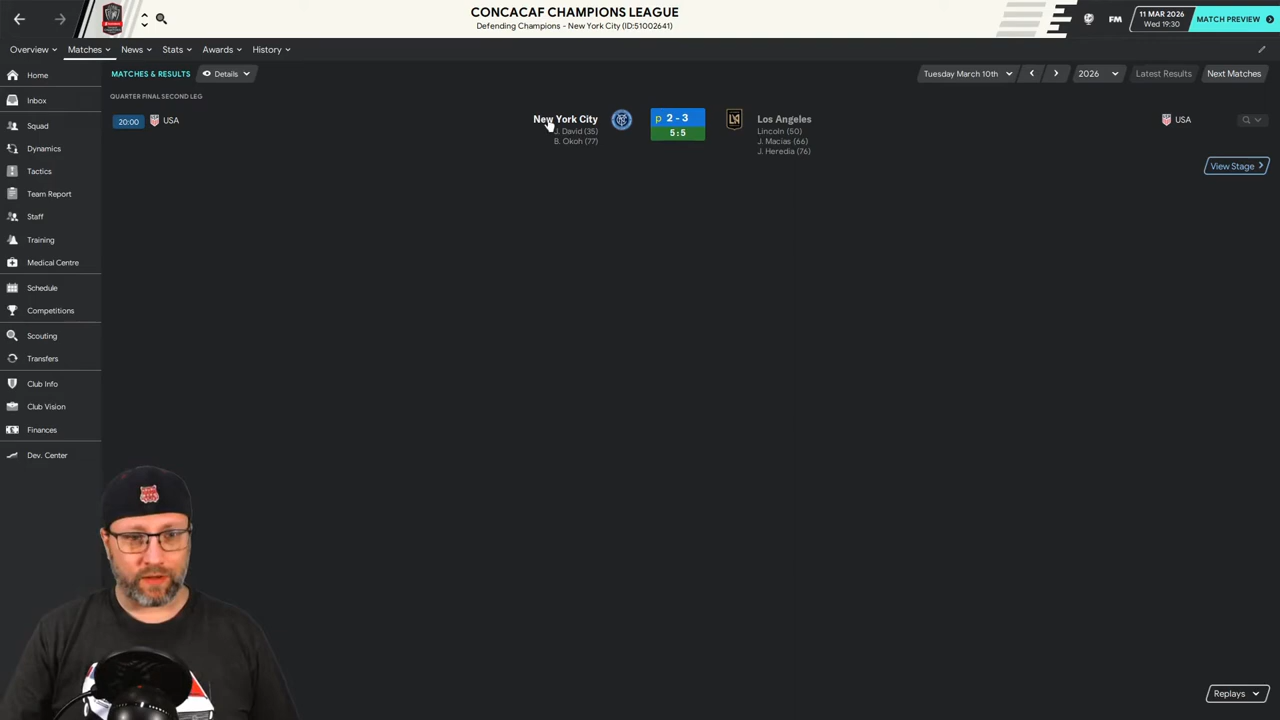 CONCACAF CHAMPIONS LEAGUE
Defending Champions - New York City (ID:51002641)
FM
11 MAR 2026
Wed 19:30
MATCH PREVIEW
Overview
Matches
News
Stats
Awards
History
MATCHES & RESULTS
Details
Tuesday March 10th
2026
Latest Results
Next Matches
QUARTER FINAL SECOND LEG
20:00
USA
New York City
J. David (35)
B. Okoh (77)
p 2 - 3
5 : 5
Los Angeles
Lincoln (50)
J. Macías (66)
J. Heredia (76)
USA
View Stage
Home
Inbox
Squad
Dynamics
Tactics
Team Report
Staff
Training
Medical Centre
Schedule
Competitions
Scouting
Transfers
Club Info
Club Vision
Finances
Dev. Center
Replays